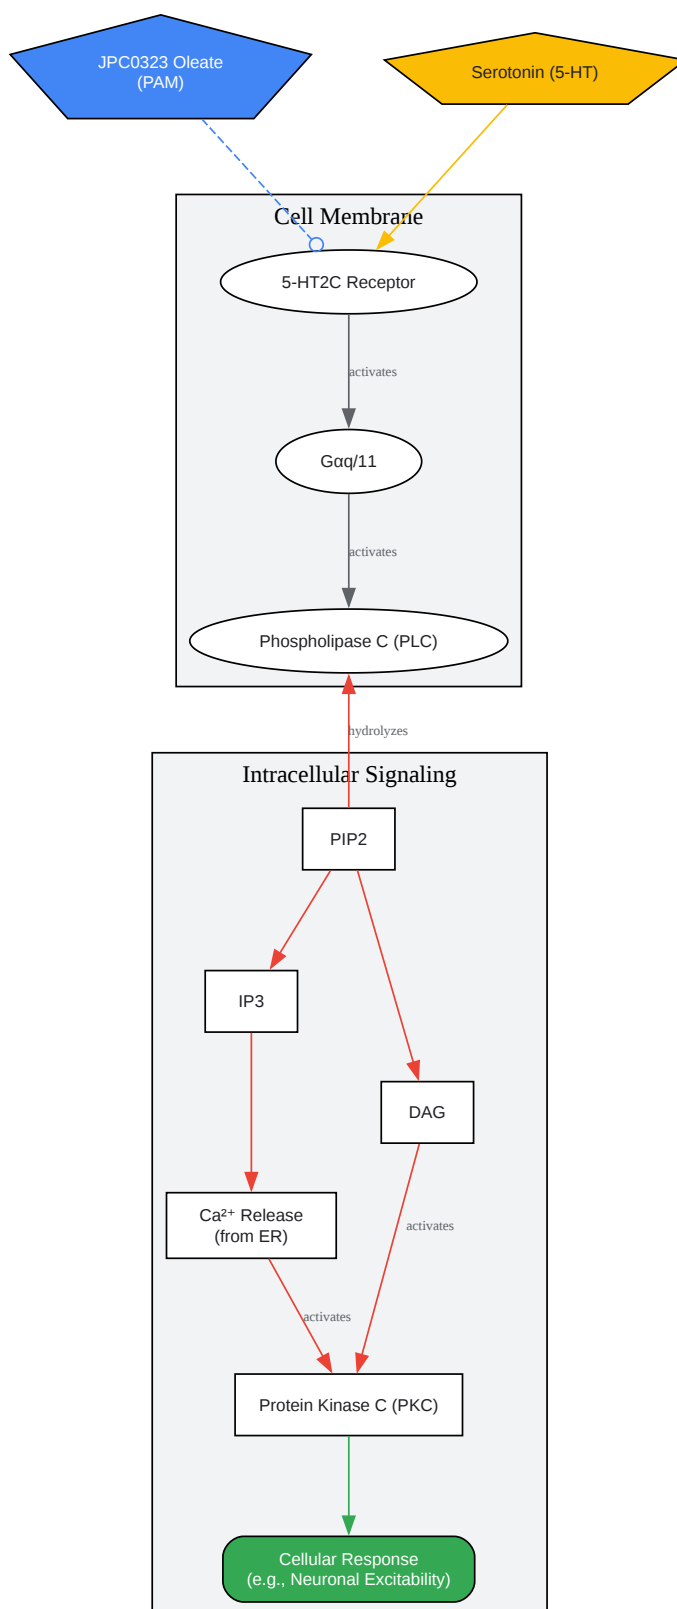 JPC0323 Oleate
(PAM)
Serotonin (5-HT)
Cell Membrane
5-HT2C Receptor
activates
Gαq/11
activates
Phospholipase C (PLC)
hydrolyzes
Intracellular Signaling
PIP2
IP3
DAG
Ca²⁺ Release
(from ER)
activates
activates
Protein Kinase C (PKC)
Cellular Response
(e.g., Neuronal Excitability)